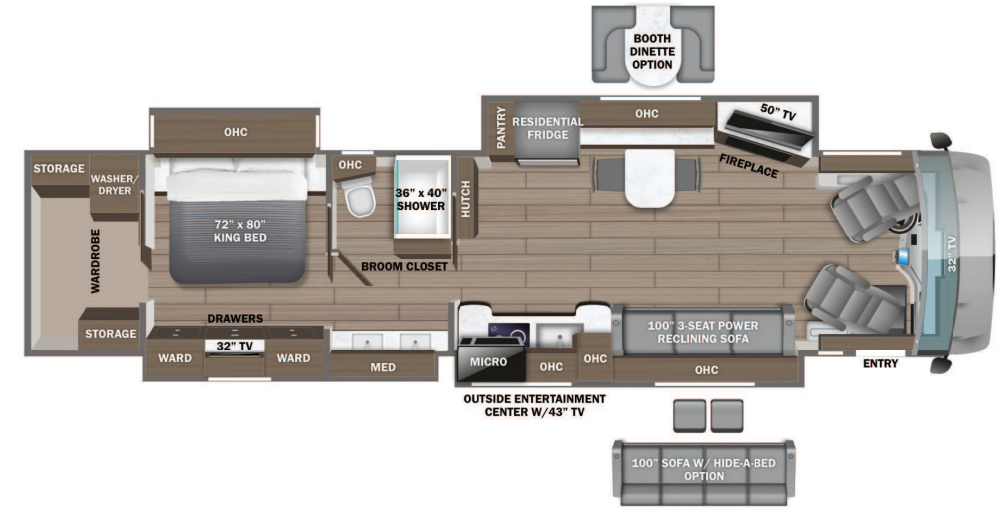 BOOTH
DINETTE
OPTION
PANTRY
RESIDENTIAL
FRIDGE
OHC
50” TV
FIREPLACE
OHC
STORAGE
WASHER/
DRYER
OHC
36” x 40”
SHOWER
HUTCH
72” x 80”
KING BED
WARDROBE
BROOM CLOSET
32” TV
STORAGE
DRAWERS
32” TV
WARD
WARD
MED
MICRO
OHC
OHC
100” 3-SEAT POWER
RECLINING SOFA
OHC
ENTRY
OUTSIDE ENTERTAINMENT
CENTER W/43” TV
100” SOFA W/ HIDE-A-BED
OPTION